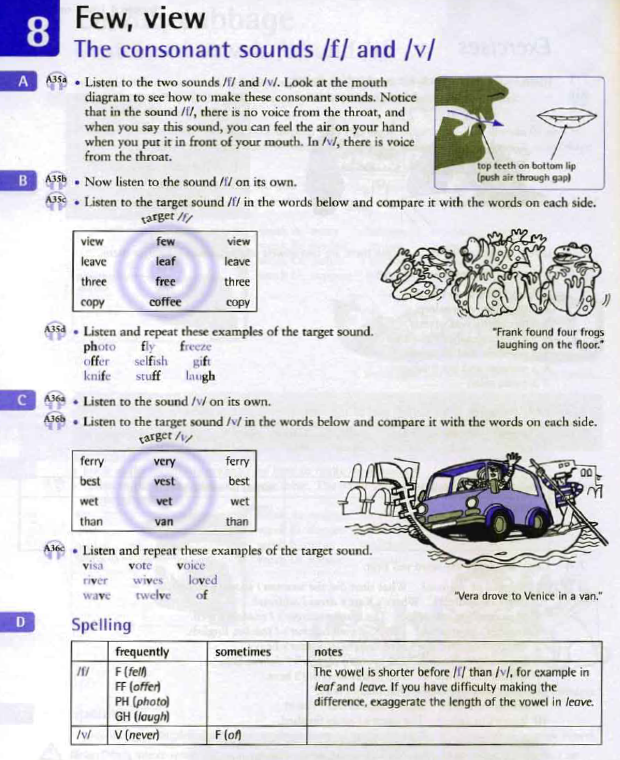 8
Few, view
The consonant sounds /f/ and /v/
A
A35a • Listen to the two sounds /f/ and /v/. Look at the mouth
diagram to see how to make these consonant sounds. Notice
that in the sound /f/, there is no voice from the throat, and
when you say this sound, you can feel the air on your hand
when you put it in front of your mouth. In /v/, there is voice
from the throat.
top teeth on bottom lip
(push air through gap)
B
A35b • Now listen to the sound /f/ on its own.
A35c • Listen to the target sound /f/ in the words below and compare it with the words on each side.
target /f/
view few view
leave leaf leave
three free three
copy coffee copy
"Frank found four frogs
laughing on the floor."
A35d • Listen and repeat these examples of the target sound.
photo fly freeze
offer selfish gift
knife stuff laugh
C
A36a • Listen to the sound /v/ on its own.
A36b • Listen to the target sound /v/ in the words below and compare it with the words on each side.
target /v/
ferry very ferry
best vest best
wet vet wet
than van than
A36c • Listen and repeat these examples of the target sound.
visa vote voice
river wives loved
wave twelve of
"Vera drove to Venice in a van."
D
Spelling
frequently sometimes notes
/f/ F (fell) The vowel is shorter before /f/ than /v/, for example in
FF (offer) leaf and leave. If you have difficulty making the
PH (photo) difference, exaggerate the length of the vowel in leave.
GH (laugh)
/v/ V (never) F (of)